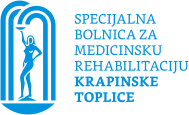 SPECIJALNA
BOLNICA ZA
MEDICINSKU
REHABILITACIJU
KRAPINSKE
TOPLICE